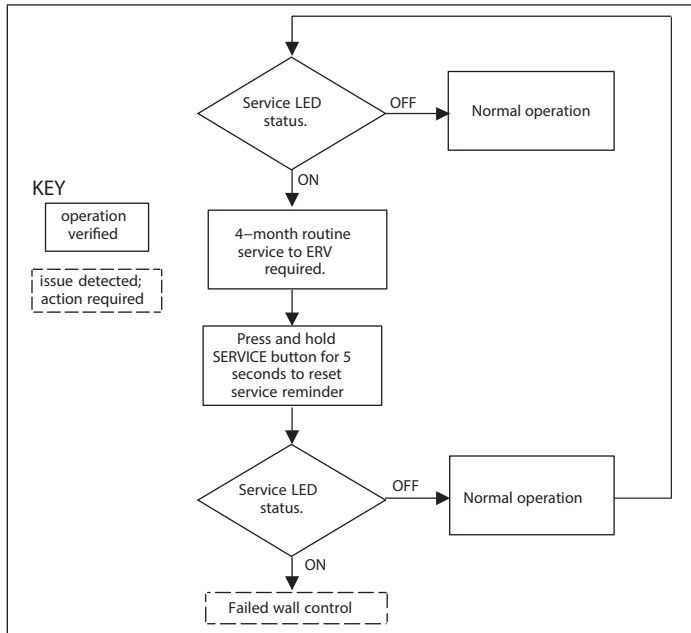 Service LED
status.
OFF
Normal operation
ON
KEY
operation
verified
issue detected;
action required
4−month routine
service to ERV
required.
Press and hold
SERVICE button for 5
seconds to reset
service reminder
Service LED
status.
OFF
Normal operation
ON
Failed wall control